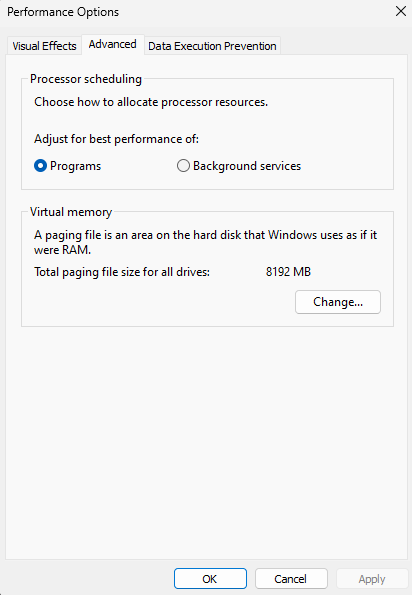 Performance Options
Visual Effects
Advanced
Data Execution Prevention
Processor scheduling
Choose how to allocate processor resources.
Adjust for best performance of:
Programs
Background services
Virtual memory
A paging file is an area on the hard disk that Windows uses as if it
were RAM.
Total paging file size for all drives: 8192 MB
Change...
OK
Cancel
Apply